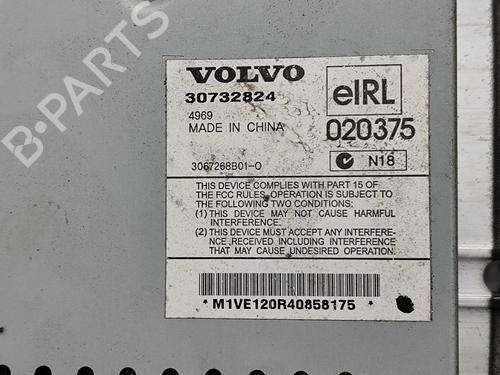 B-PARTS
VOLVO
30732824
4969
MADE IN CHINA
3067268B01-O
eIRL
020375
N18
THIS DEVICE COMPLIES WITH PART 15 OF
THE FCC RULES, OPERATION IS SUBJECT TO
THE FOLLOWING TWO CONDITIONS;
(1) THIS DEVICE MAY NOT CAUSE HARMFUL
INTERFERENCE.
(2) THIS DEVICE MUST ACCEPT ANY INTERFERE-
NCE RECEIVED INCLUDING INTERFERENCE
THAT MAY CAUSE UNDESIRED OPERATION.
* M1VE120R40858175 *